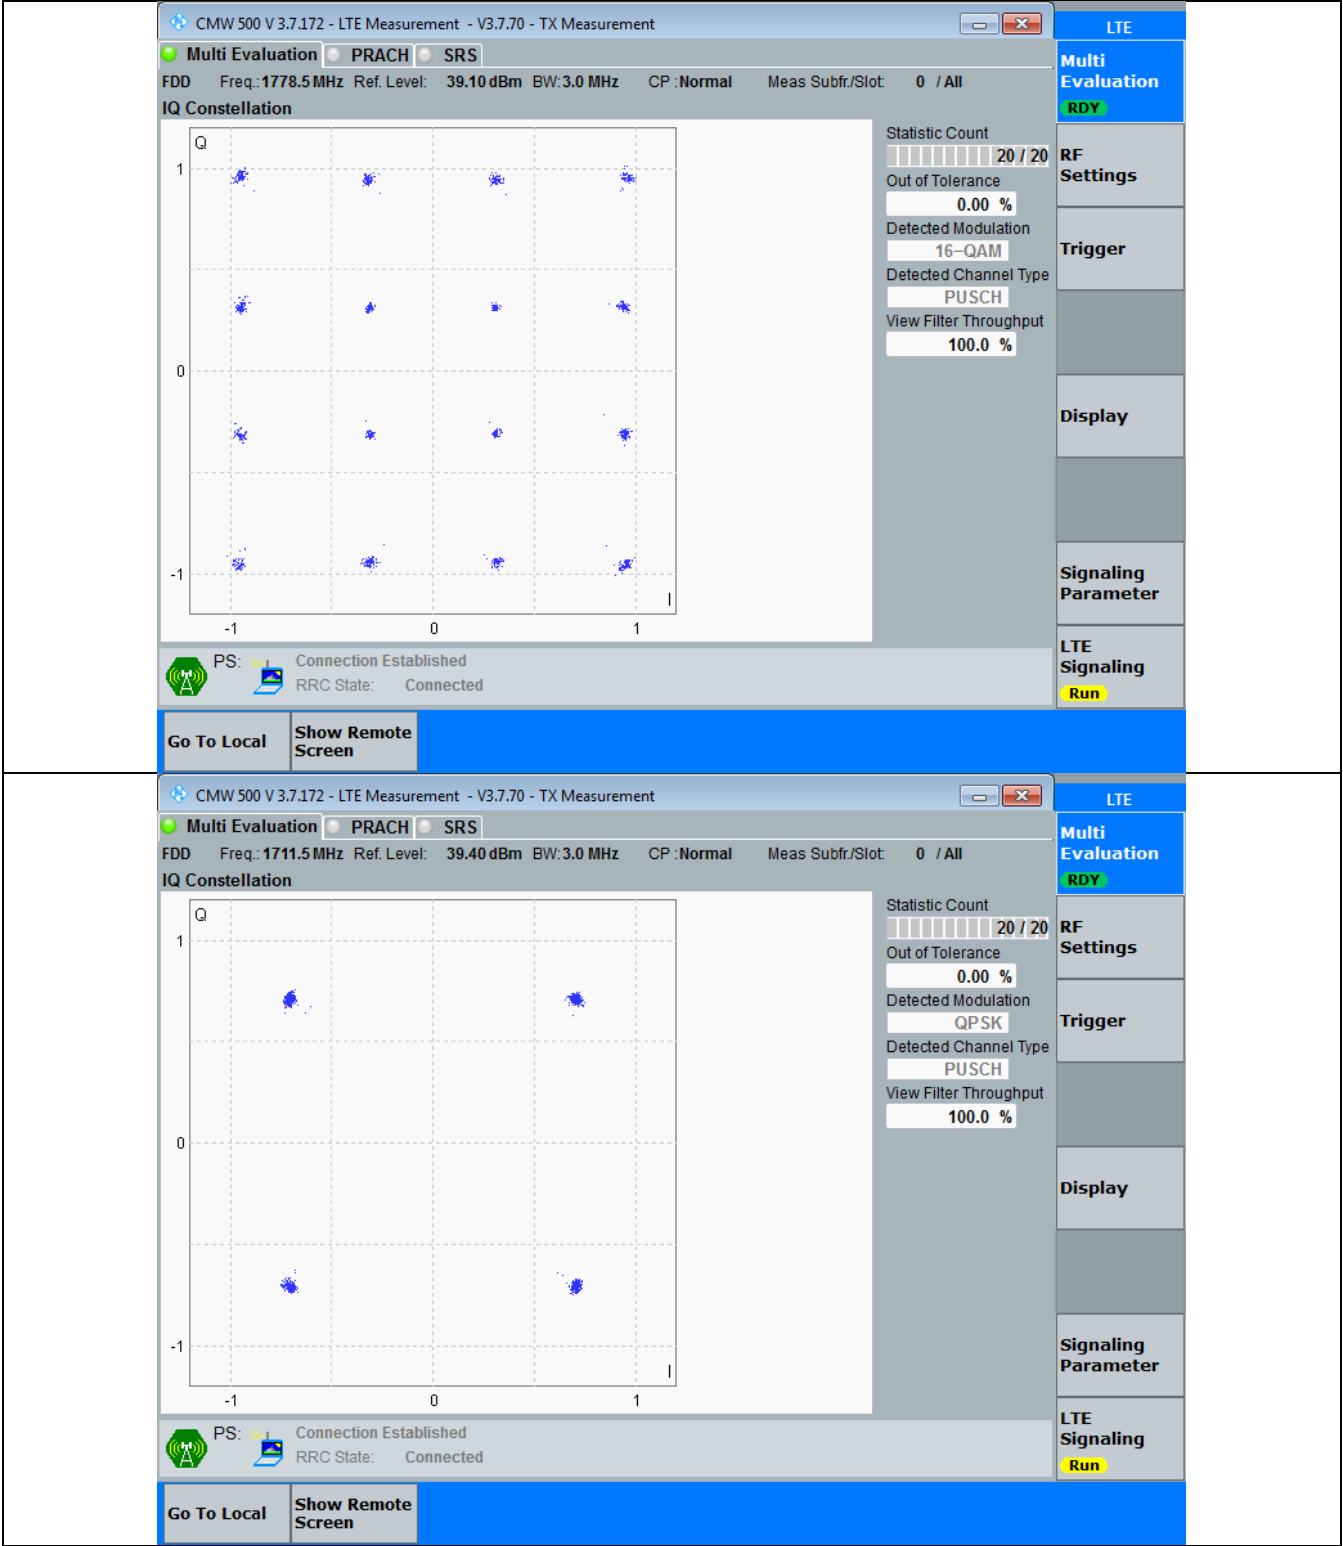 CMW 500 V 3.7.172 - LTE Measurement - V3.7.70 - TX Measurement
LTE
Multi Evaluation PRACH SRS
FDD Freq.: 1778.5 MHz Ref. Level: 39.10 dBm BW: 3.0 MHz CP : Normal Meas Subfr./Slot: 0 / All
IQ Constellation
Q
1
0
-1
I
-1 0 1
Statistic Count
20 / 20
Out of Tolerance
0.00 %
Detected Modulation
16-QAM
Detected Channel Type
PUSCH
View Filter Throughput
100.0 %
Multi
Evaluation
RDY
RF
Settings
Trigger
Display
Signaling
Parameter
LTE
Signaling
Run
PS: Connection Established
RRC State: Connected
Go To Local
Show Remote
Screen
CMW 500 V 3.7.172 - LTE Measurement - V3.7.70 - TX Measurement
LTE
Multi Evaluation PRACH SRS
FDD Freq.: 1711.5 MHz Ref. Level: 39.40 dBm BW: 3.0 MHz CP : Normal Meas Subfr./Slot: 0 / All
IQ Constellation
Q
1
0
-1
I
-1 0 1
Statistic Count
20 / 20
Out of Tolerance
0.00 %
Detected Modulation
QPSK
Detected Channel Type
PUSCH
View Filter Throughput
100.0 %
Multi
Evaluation
RDY
RF
Settings
Trigger
Display
Signaling
Parameter
LTE
Signaling
Run
PS: Connection Established
RRC State: Connected
Go To Local
Show Remote
Screen